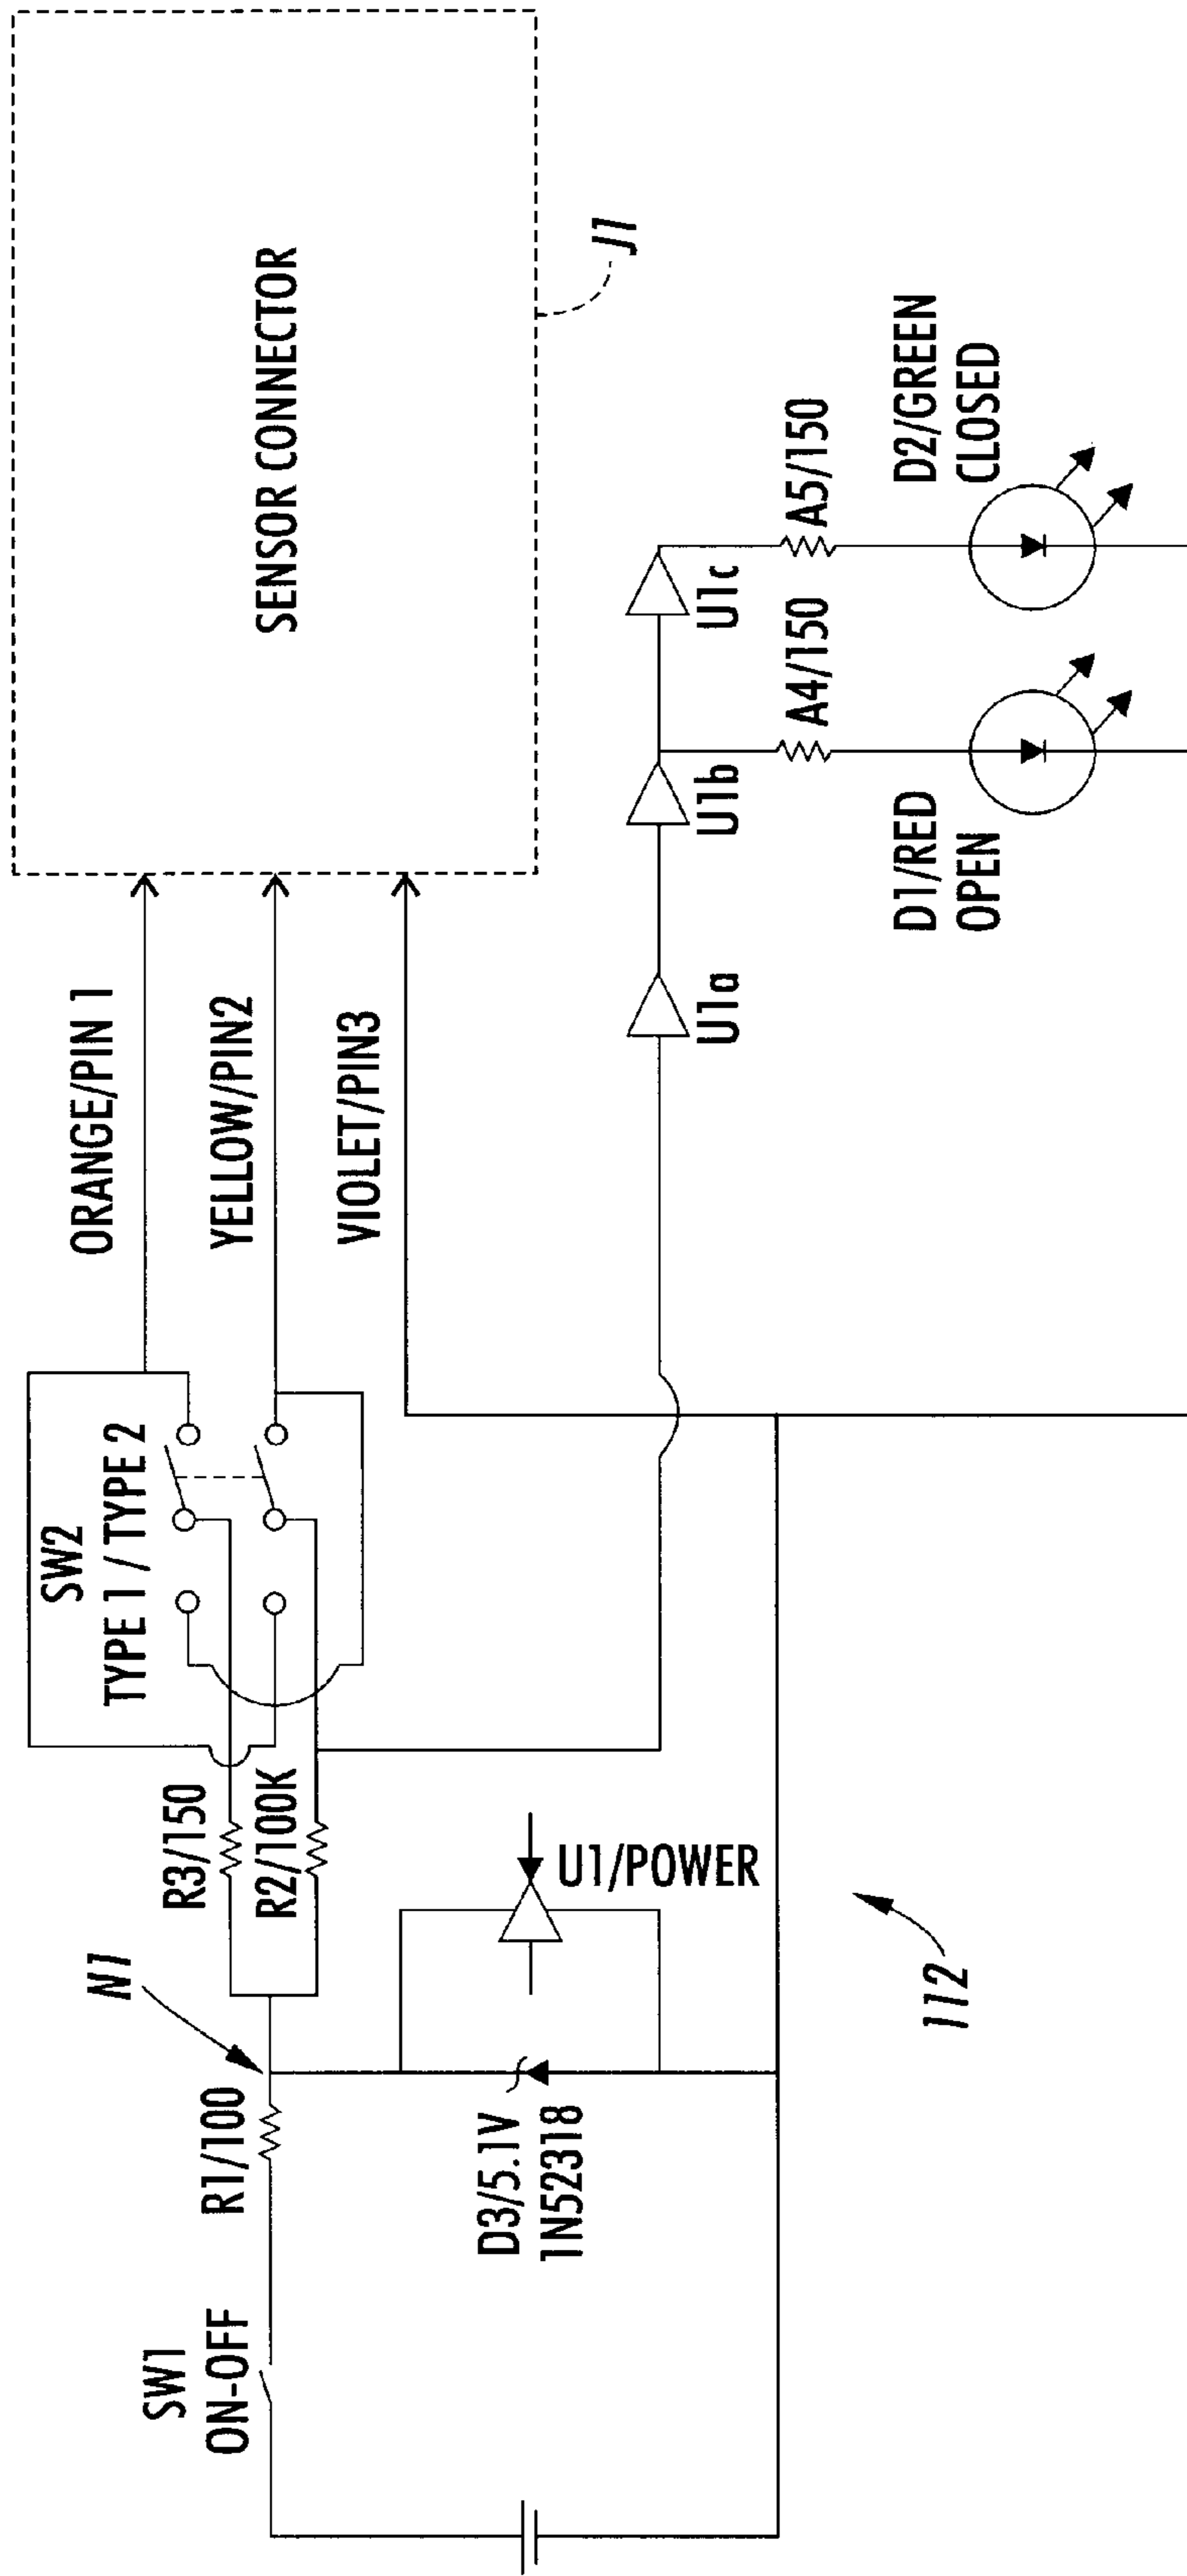 SW1
ON-OFF
R1/100
N1
D3/5.1V
1N52318
U1/POWER
R3/150
R2/100K
SW2
TYPE 1 / TYPE 2
ORANGE/PIN 1
YELLOW/PIN2
VIOLET/PIN3
SENSOR CONNECTOR
J1
U1a
U1b
U1c
A4/150
A5/150
D1/RED
OPEN
D2/GREEN
CLOSED
112